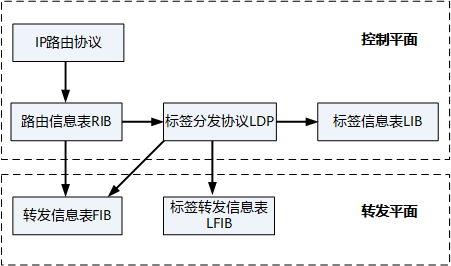 IP路由协议
控制平面
路由信息表RIB
标签分发协议LDP
标签信息表LIB
转发信息表FIB
标签转发信息表
LFIB
转发平面